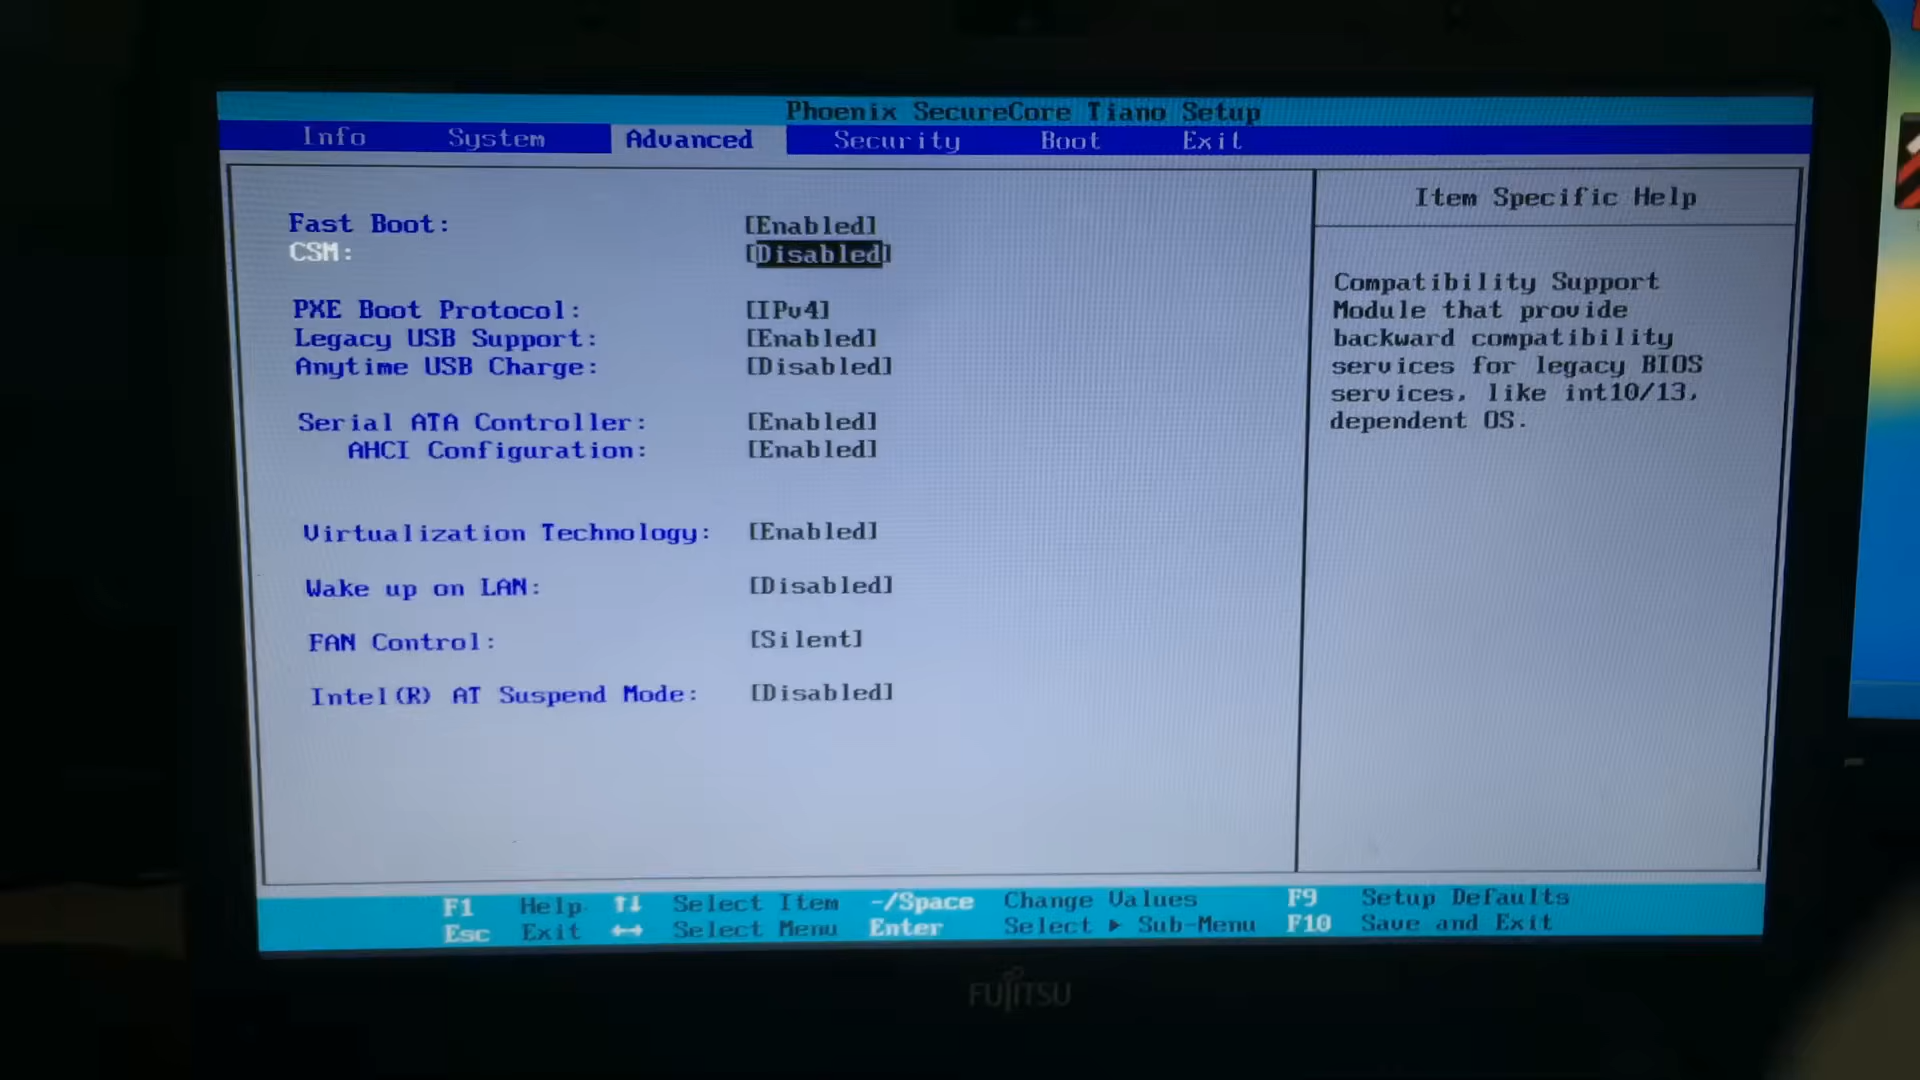 Phoenix SecureCore Tiano Setup
Info System Advanced Security Boot Exit
Item Specific Help
Fast Boot: [Enabled]
CSM: [Disabled]
PXE Boot Protocol: [IPv4]
Legacy USB Support: [Enabled]
Anytime USB Charge: [Disabled]
Serial ATA Controller: [Enabled]
AHCI Configuration: [Enabled]
Virtualization Technology: [Enabled]
Wake up on LAN: [Disabled]
FAN Control: [Silent]
Intel(R) AT Suspend Mode: [Disabled]
Compatibility Support
Module that provide
backward compatibility
services for legacy BIOS
services, like int10/13,
dependent OS.
F1 Help ↑↓ Select Item -/Space Change Values F9 Setup Defaults
Esc Exit ↔ Select Menu Enter Select ▶ Sub-Menu F10 Save and Exit
FUJITSU